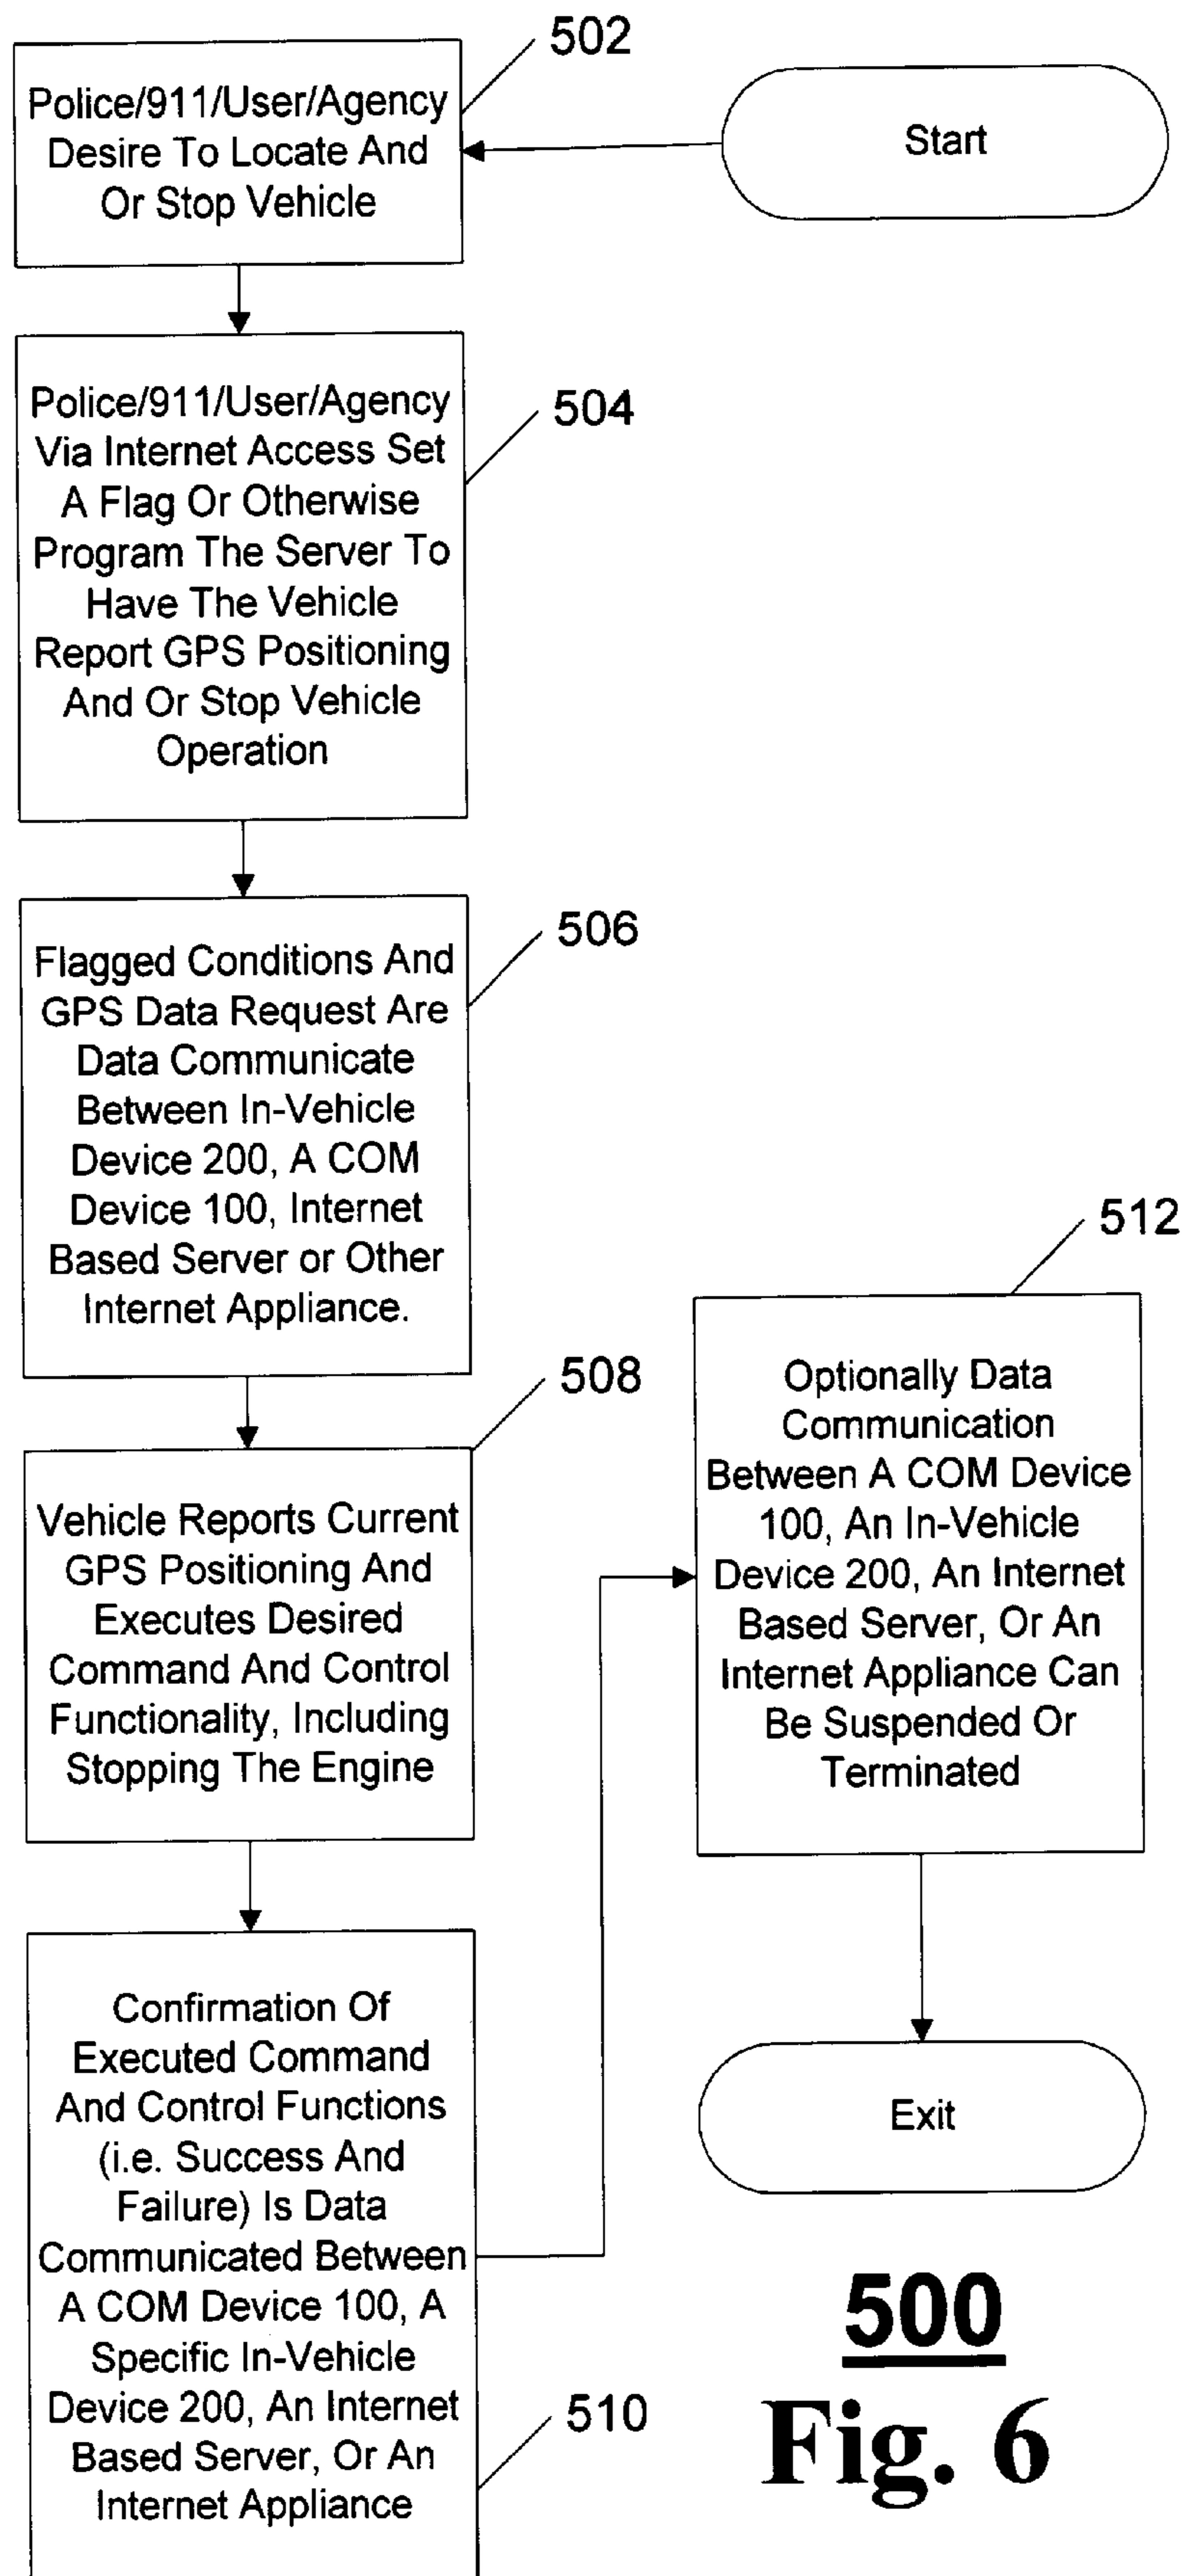 502
Police/911/User/Agency
Desire To Locate And
Or Stop Vehicle
Start
504
Police/911/User/Agency
Via Internet Access Set
A Flag Or Otherwise
Program The Server To
Have The Vehicle
Report GPS Positioning
And Or Stop Vehicle
Operation
506
Flagged Conditions And
GPS Data Request Are
Data Communicate
Between In-Vehicle
Device 200, A COM
Device 100, Internet
Based Server or Other
Internet Appliance.
508
Vehicle Reports Current
GPS Positioning And
Executes Desired
Command And Control
Functionality, Including
Stopping The Engine
510
Confirmation Of
Executed Command
And Control Functions
(i.e. Success And
Failure) Is Data
Communicated Between
A COM Device 100, A
Specific In-Vehicle
Device 200, An Internet
Based Server, Or An
Internet Appliance
512
Optionally Data
Communication
Between A COM Device
100, An In-Vehicle
Device 200, An Internet
Based Server, Or An
Internet Appliance Can
Be Suspended Or
Terminated
Exit
500
Fig. 6